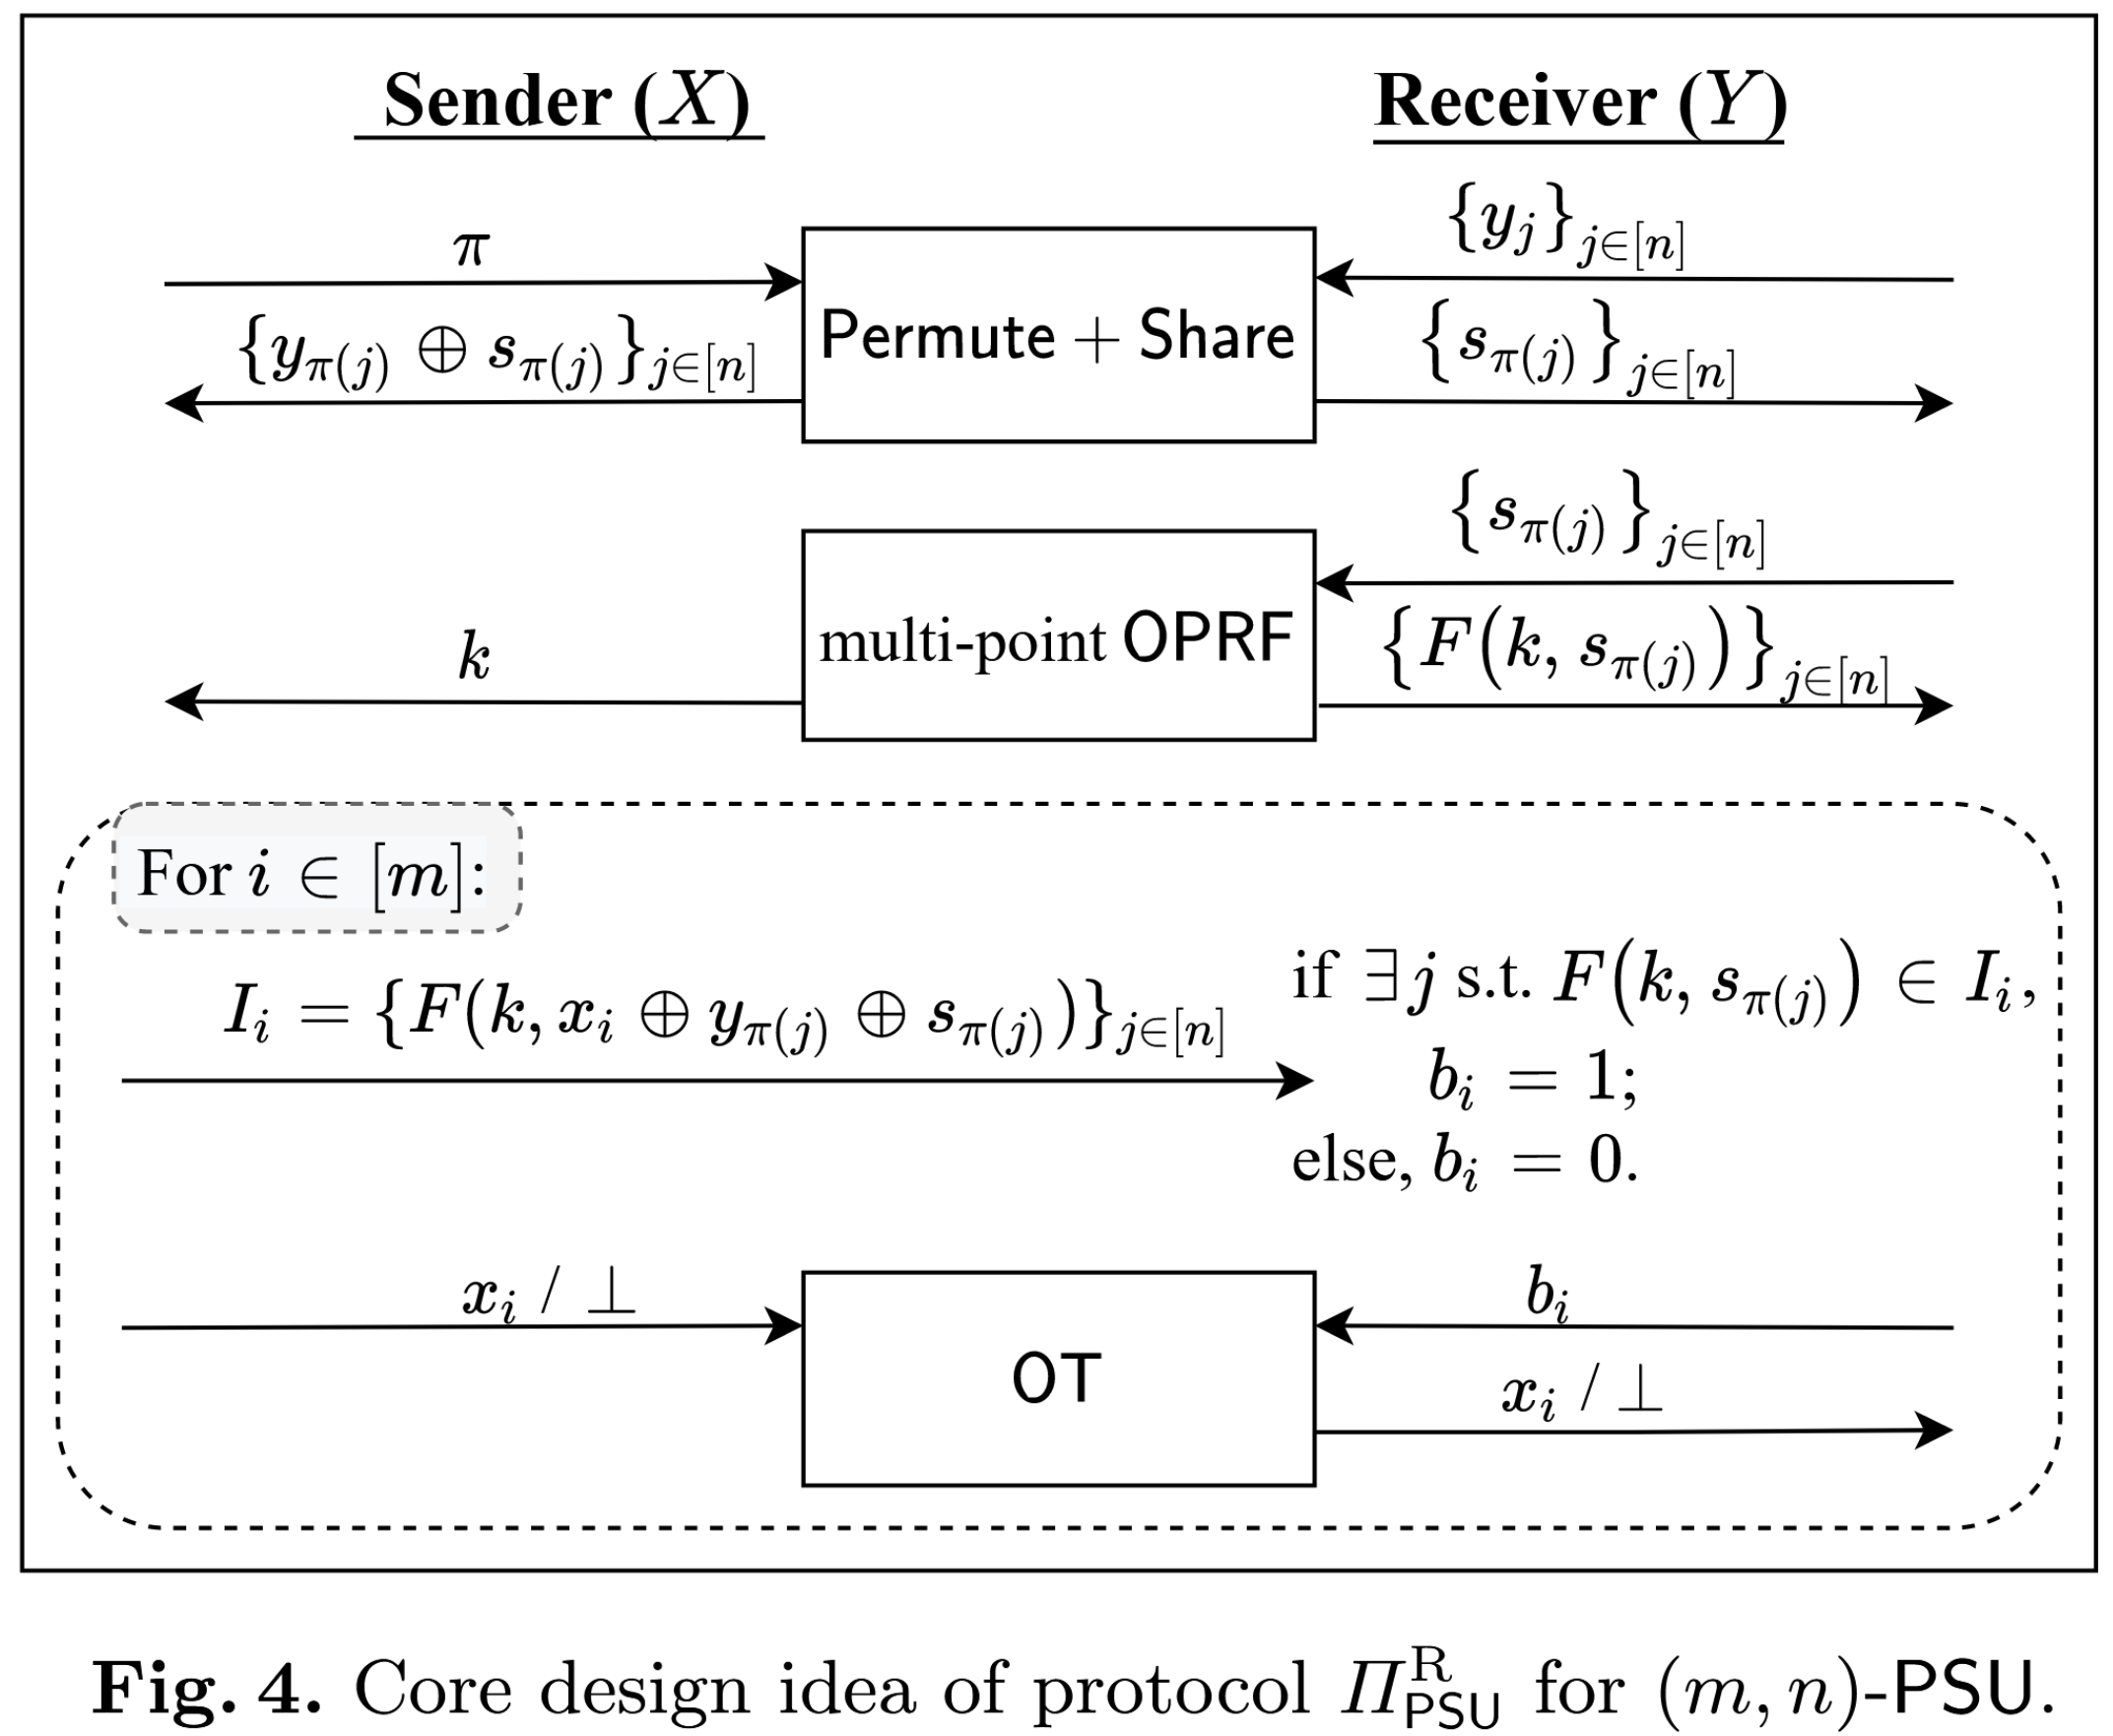 Sender (X)
Receiver (Y)
π
{y_j}_{j∈[n]}
Permute + Share
{y_{π(j)} ⊕ s_{π(j)}}_{j∈[n]}
{s_{π(j)}}_{j∈[n]}
{s_{π(j)}}_{j∈[n]}
multi-point OPRF
k
{F(k, s_{π(j)})}_{j∈[n]}
For i ∈ [m]:
I_i = {F(k, x_i ⊕ y_{π(j)} ⊕ s_{π(j)})}_{j∈[n]}
if ∃ j s.t. F(k, s_{π(j)}) ∈ I_i,
b_i = 1;
else, b_i = 0.
x_i / ⊥
b_i
OT
x_i / ⊥
Fig. 4. Core design idea of protocol Π^R_PSU for (m, n)-PSU.